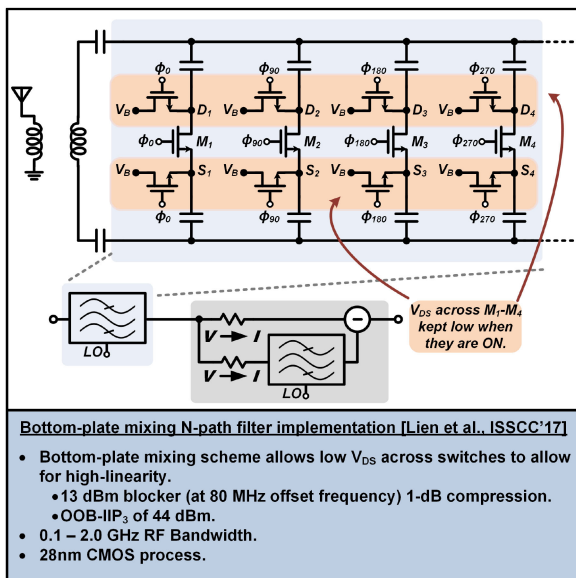 ϕ0 ϕ90 ϕ180 ϕ270
VB D1 VB D2 VB D3 VB D4
ϕ0 M1 ϕ90 M2 ϕ180 M3 ϕ270 M4
VB S1 VB S2 VB S3 VB S4
ϕ0 ϕ90 ϕ180 ϕ270
VDS across M1-M4
kept low when
they are ON.
V I
LO
V I
LO
Bottom-plate mixing N-path filter implementation [Lien et al., ISSCC'17]
• Bottom-plate mixing scheme allows low VDS across switches to allow
for high-linearity.
•13 dBm blocker (at 80 MHz offset frequency) 1-dB compression.
•OOB-IIP3 of 44 dBm.
• 0.1 – 2.0 GHz RF Bandwidth.
• 28nm CMOS process.